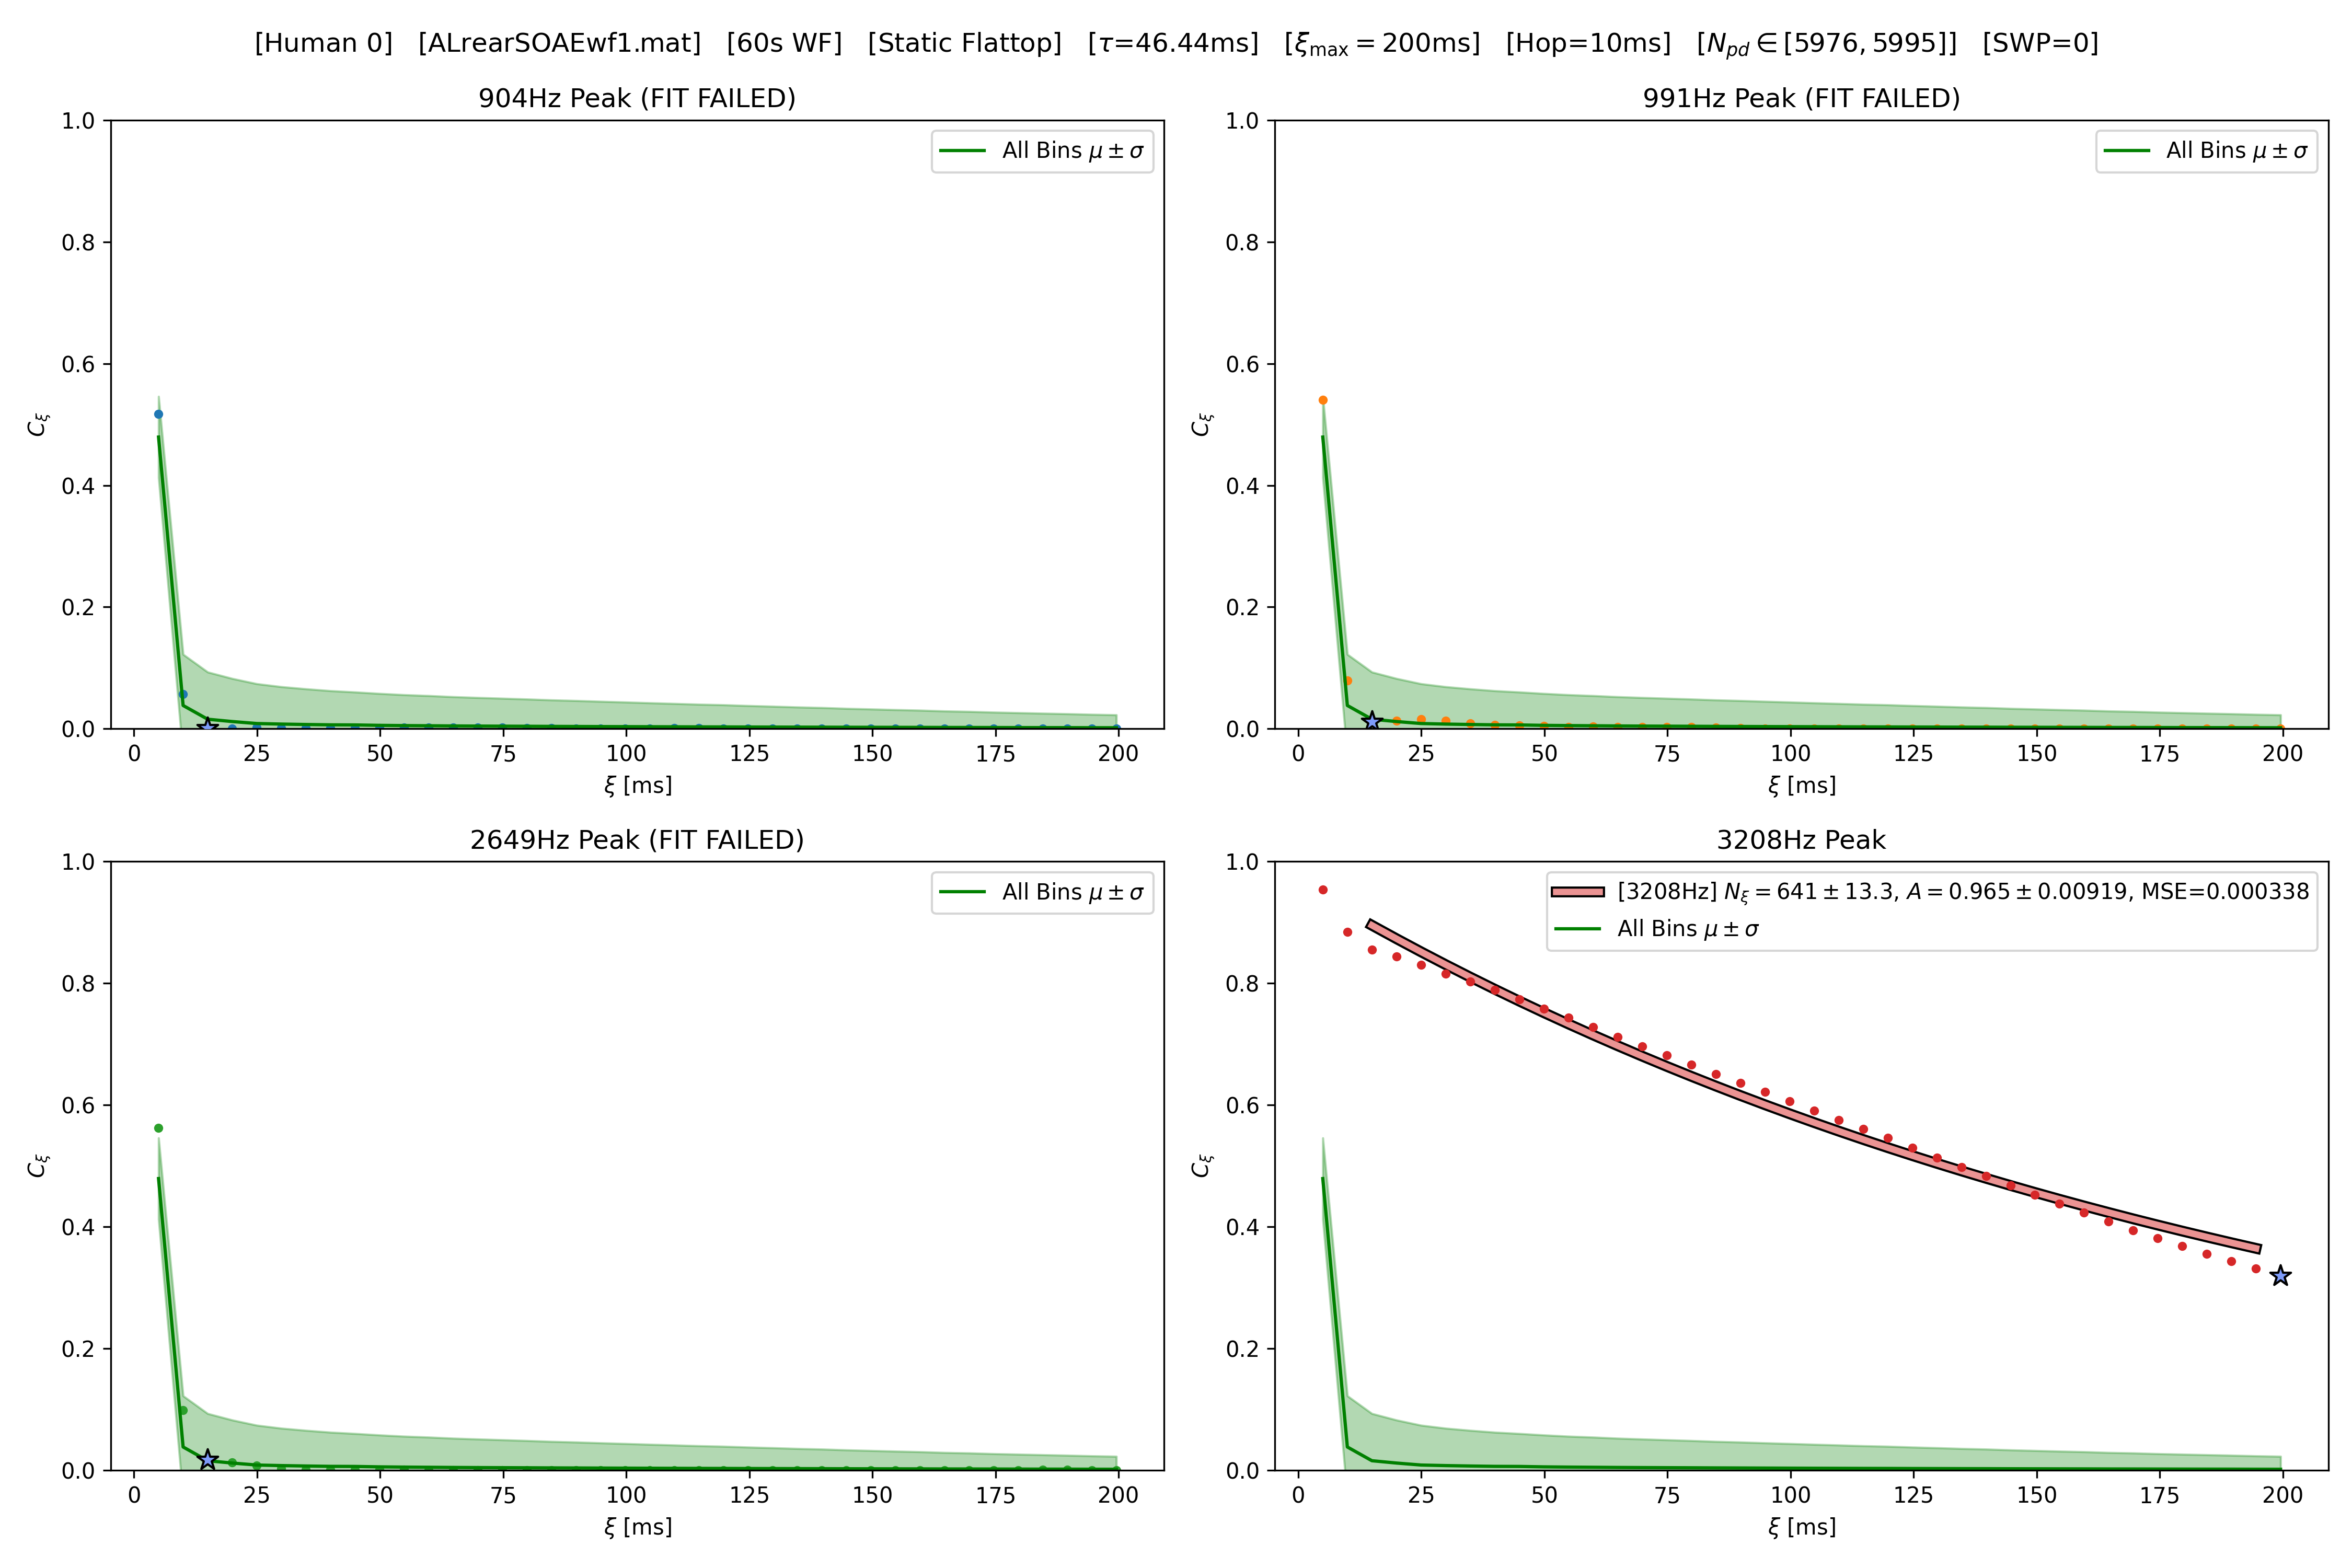 [Human 0] [ALrearSOAEwf1.mat] [60s WF] [Static Flattop] [τ=46.44ms] [ξmax = 200ms] [Hop=10ms] [Npd ∈ [5976, 5995]] [SWP=0]
904Hz Peak (FIT FAILED)
1.0
0.8
0.6
0.4
0.2
0.0
Cξ
All Bins μ ± σ
0 25 50 75 100 125 150 175 200
ξ [ms]
991Hz Peak (FIT FAILED)
1.0
0.8
0.6
0.4
0.2
0.0
Cξ
All Bins μ ± σ
0 25 50 75 100 125 150 175 200
ξ [ms]
2649Hz Peak (FIT FAILED)
1.0
0.8
0.6
0.4
0.2
0.0
Cξ
All Bins μ ± σ
0 25 50 75 100 125 150 175 200
ξ [ms]
3208Hz Peak
1.0
0.8
0.6
0.4
0.2
0.0
Cξ
[3208Hz] Nξ = 641 ± 13.3, A = 0.965 ± 0.00919, MSE=0.000338
All Bins μ ± σ
0 25 50 75 100 125 150 175 200
ξ [ms]